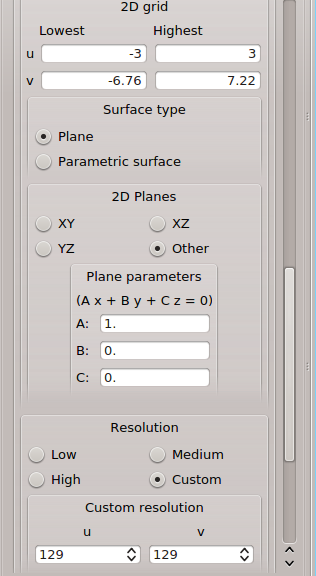 2D grid
Lowest Highest
u -3 3
v -6.76 7.22
Surface type
Plane
Parametric surface
2D Planes
XY XZ
YZ Other
Plane parameters
(A x + B y + C z = 0)
A: 1.
B: 0.
C: 0.
Resolution
Low Medium
High Custom
Custom resolution
u v
129 129